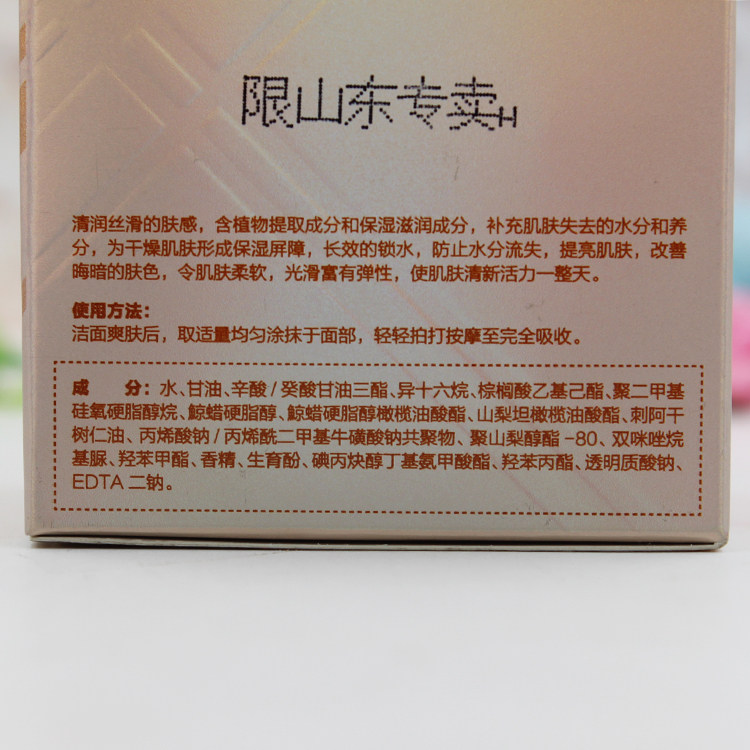 限山东专卖H
清润丝滑的肤感，含植物提取成分和保湿滋润成分，补充肌肤失去的水分和养
分，为干燥肌肤形成保湿屏障，长效的锁水，防止水分流失，提亮肌肤，改善
晦暗的肤色，令肌肤柔软，光滑富有弹性，使肌肤清新活力一整天。
使用方法：
洁面爽肤后，取适量均匀涂抹于面部，轻轻拍打按摩至完全吸收。
成 分：水、甘油、辛酸/癸酸甘油三酯、异十六烷、棕榈酸乙基己酯、聚二甲基
硅氧硬脂醇烷、鲸蜡硬脂醇、鲸蜡硬脂醇橄榄油酸酯、山梨坦橄榄油酸酯、刺阿干
树仁油、丙烯酸钠/丙烯酰二甲基牛磺酸钠共聚物、聚山梨醇酯-80、双咪唑烷
基脲、羟苯甲酯、香精、生育酚、碘丙炔醇丁基氨甲酸酯、羟苯丙酯、透明质酸钠、
EDTA二钠。